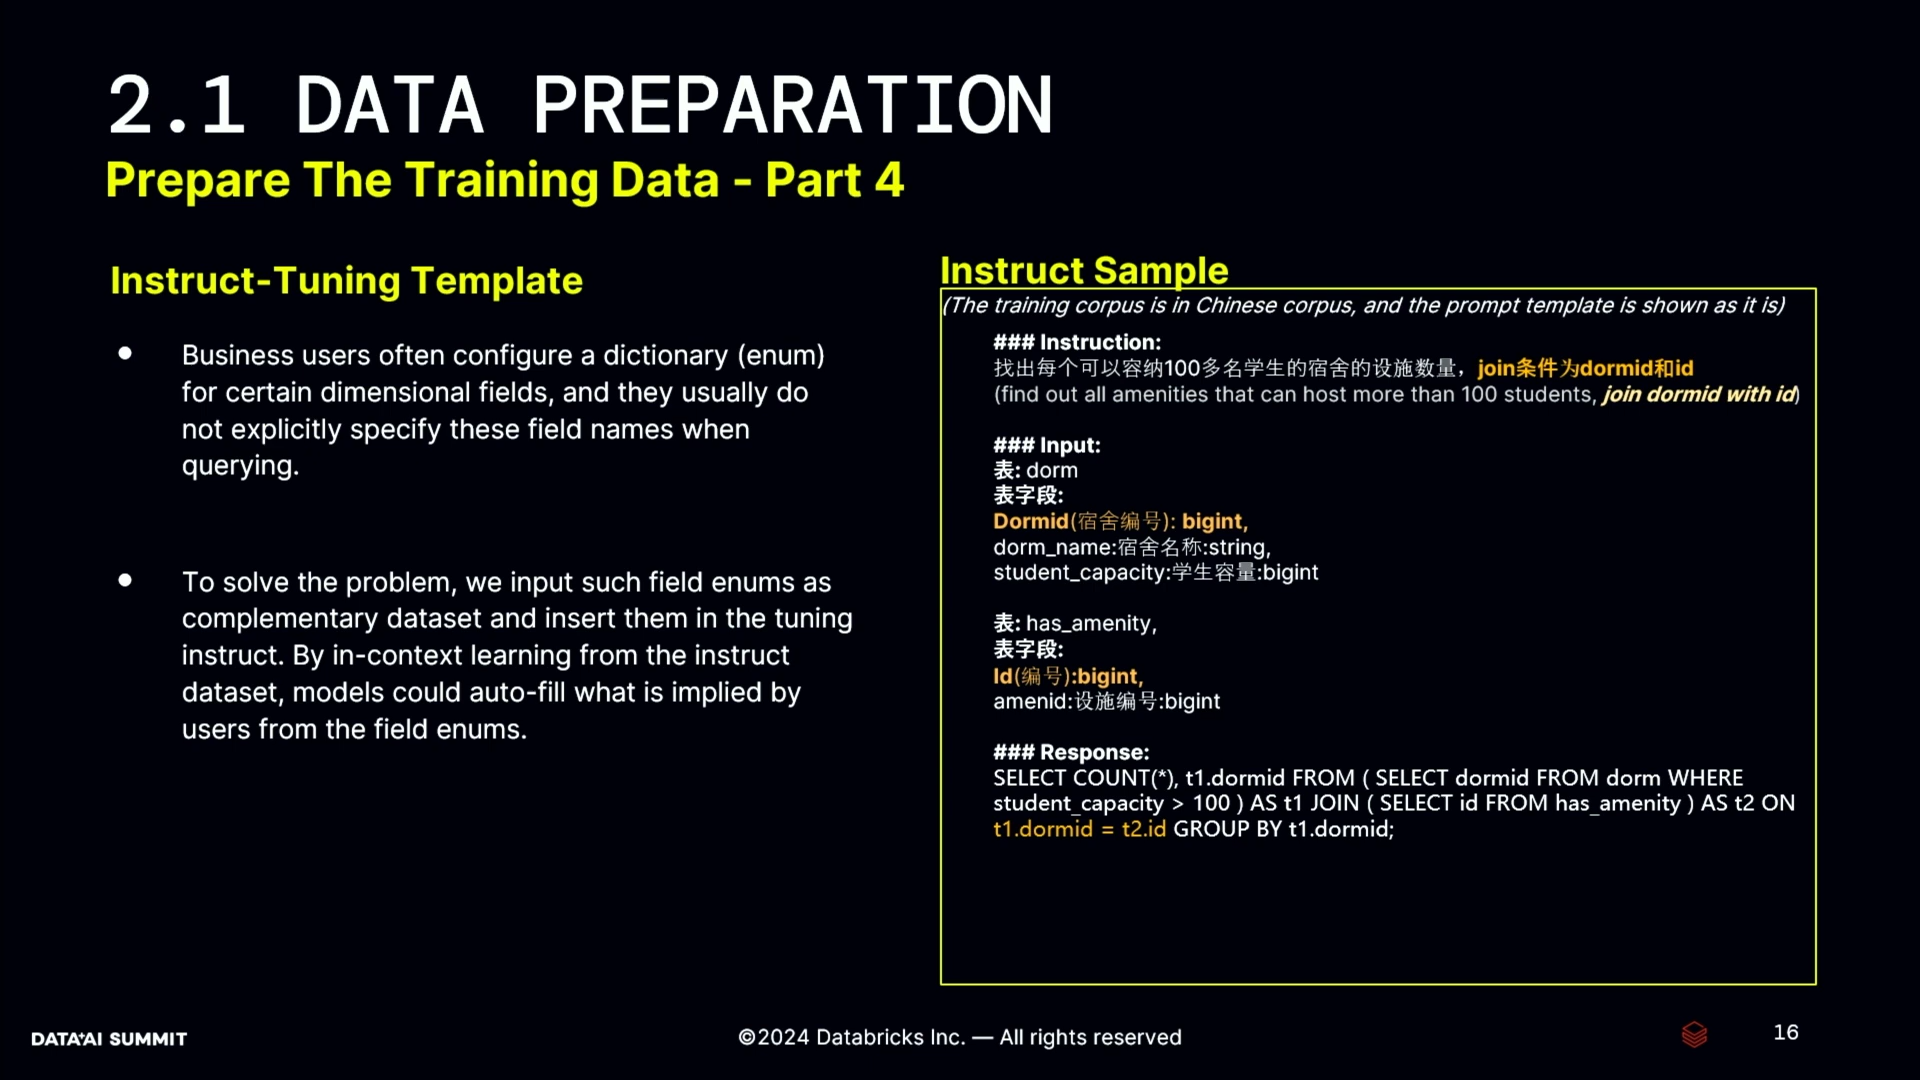 2.1 DATA PREPARATION
Prepare The Training Data - Part 4
Instruct-Tuning Template
● Business users often configure a dictionary (enum)
for certain dimensional fields, and they usually do
not explicitly specify these field names when
querying.
● To solve the problem, we input such field enums as
complementary dataset and insert them in the tuning
instruct. By in-context learning from the instruct
dataset, models could auto-fill what is implied by
users from the field enums.
Instruct Sample
(The training corpus is in Chinese corpus, and the prompt template is shown as it is)
### Instruction:
找出每个可以容纳100多名学生的宿舍的设施数量，join条件为dormid和id
(find out all amenities that can host more than 100 students, join dormid with id)
### Input:
表: dorm
表字段:
Dormid(宿舍编号): bigint,
dorm_name:宿舍名称:string,
student_capacity:学生容量:bigint
表: has_amenity,
表字段:
Id(编号):bigint,
amenid:设施编号:bigint
### Response:
SELECT COUNT(*), t1.dormid FROM ( SELECT dormid FROM dorm WHERE
student_capacity > 100 ) AS t1 JOIN ( SELECT id FROM has_amenity ) AS t2 ON
t1.dormid = t2.id GROUP BY t1.dormid;
DATA+AI SUMMIT
©2024 Databricks Inc. — All rights reserved
16